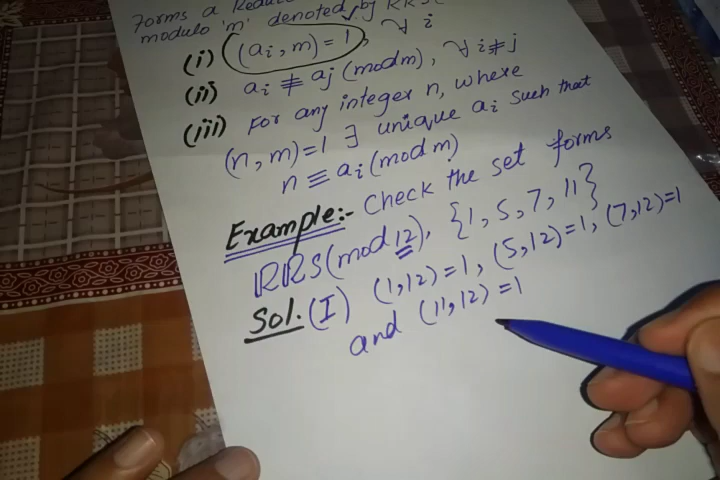 Forms a Reduc
modulo 'm' denoted by RRS
(i) (ai, m) = 1, ∀ i
(ii) ai ≢ aj (mod m), ∀ i ≠ j
(iii) For any integer n, where
(n, m) = 1 ∃ unique ai such that
n ≡ ai (mod m)
Example:- Check the set forms
RRS (mod 12), {1, 5, 7, 11}
Sol. (I) (1,12)=1, (5,12)=1, (7,12)=1
and (11,12)=1